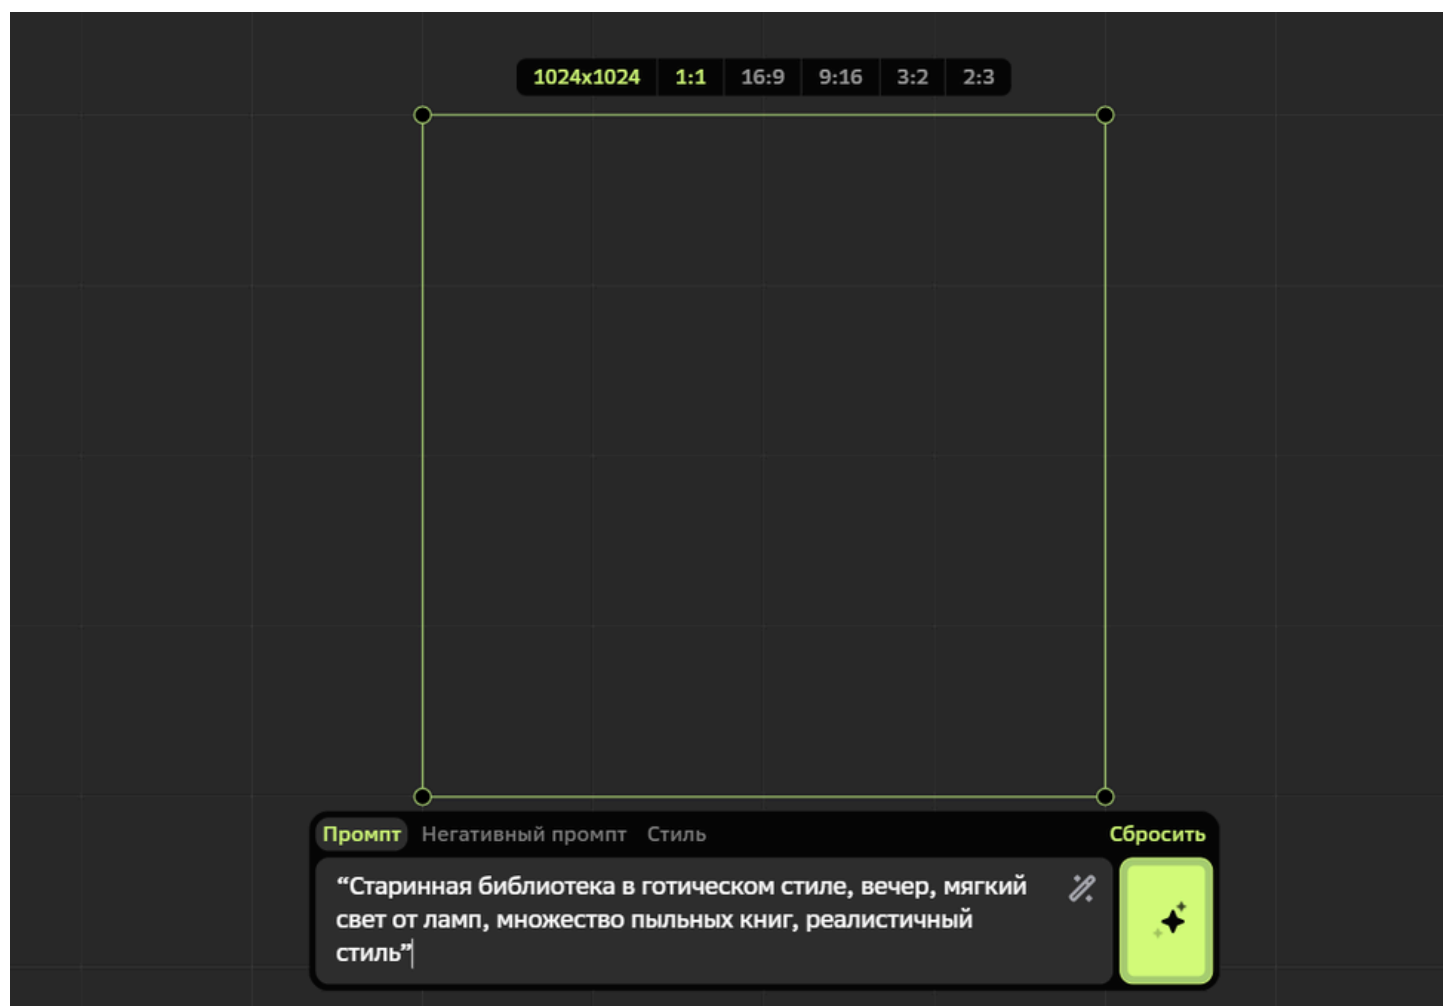 1024x1024 1:1 16:9 9:16 3:2 2:3
Промпт Негативный промпт Стиль Сбросить
“Старинная библиотека в готическом стиле, вечер, мягкий
свет от ламп, множество пыльных книг, реалистичный
стиль”